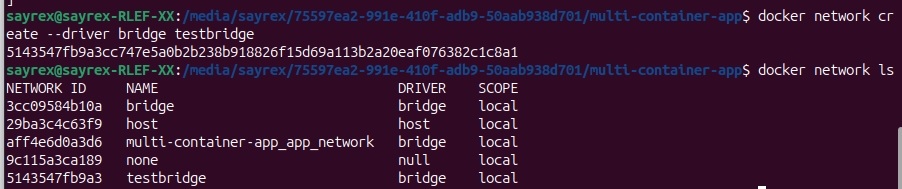 ]
sayrex@sayrex-RLEF-XX:/media/sayrex/75597ea2-991e-410f-adb9-50aab938d701/multi-container-app$ docker network cr
eate --driver bridge testbridge
5143547fb9a3cc747e5a0b2b238b918826f15d69a113b2a20eaf076382c1c8a1
sayrex@sayrex-RLEF-XX:/media/sayrex/75597ea2-991e-410f-adb9-50aab938d701/multi-container-app$ docker network ls
NETWORK ID     NAME                              DRIVER    SCOPE
3cc09584b10a   bridge                            bridge    local
29ba3c4c63f9   host                              host      local
aff4e6d0a3d6   multi-container-app_app_network   bridge    local
9c115a3ca189   none                              null      local
5143547fb9a3   testbridge                        bridge    local